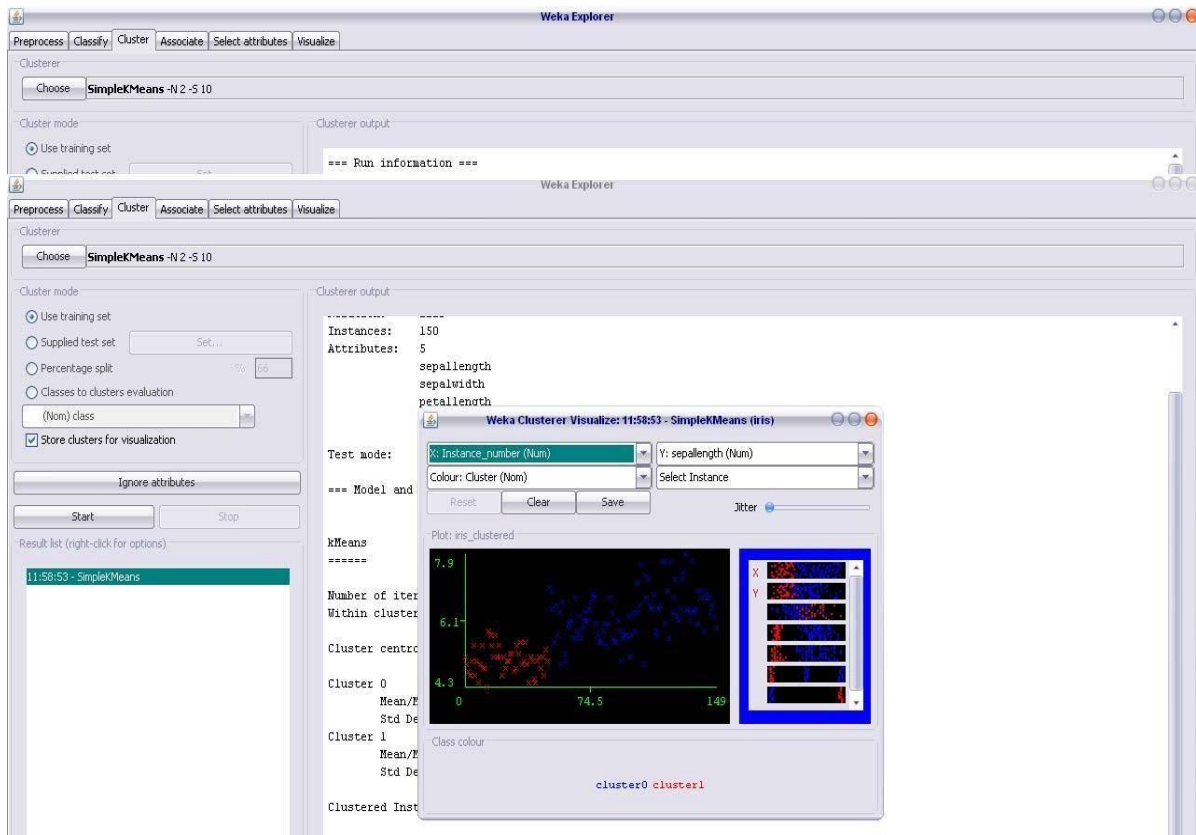 Weka Explorer
Preprocess Classify Cluster Associate Select attributes Visualize
Clusterer
Choose SimpleKMeans -N 2 -S 10
Cluster mode
Use training set
Supplied test set Set...
Clusterer output
=== Run information ===
Weka Explorer
Preprocess Classify Cluster Associate Select attributes Visualize
Clusterer
Choose SimpleKMeans -N 2 -S 10
Cluster mode
Use training set
Supplied test set Set...
Percentage split % 66
Classes to clusters evaluation
(Nom) class
Store clusters for visualization
Ignore attributes
Start Stop
Result list (right-click for options)
11:58:53 - SimpleKMeans
Clusterer output
Instances: 150
Attributes: 5
sepallength
sepalwidth
petallength
Test mode:
=== Model and
kMeans
======
Number of iter
Within cluster
Cluster centro
Cluster 0
Mean/M
Std De
Cluster 1
Mean/M
Std De
Clustered Inst
Weka Clusterer Visualize: 11:58:53 - SimpleKMeans (iris)
X: Instance_number (Num) Y: sepallength (Num)
Colour: Cluster (Nom) Select Instance
Reset Clear Save Jitter
Plot: iris_clustered
7.9
6.1
4.3
0 74.5 149
X
Y
Class colour
cluster0 cluster1